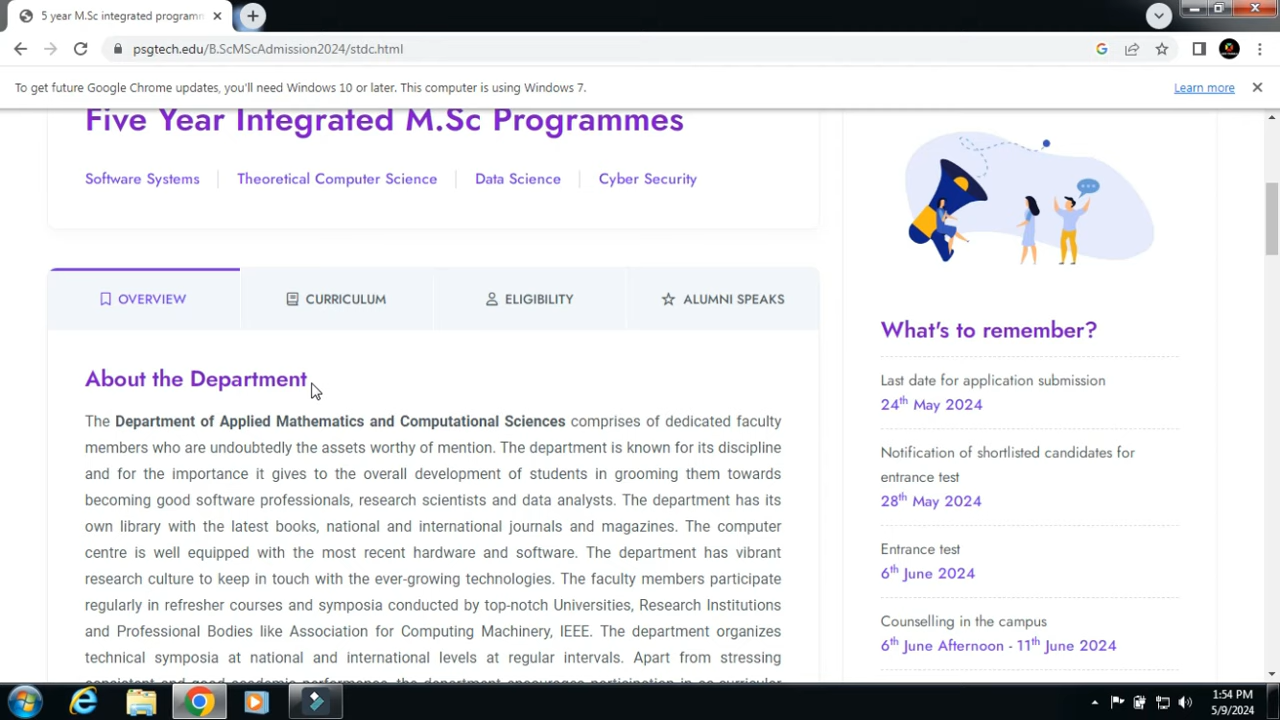 5 year M.Sc integrated programm
psgtech.edu/B.ScMScAdmission2024/stdc.html
To get future Google Chrome updates, you'll need Windows 10 or later. This computer is using Windows 7.
Learn more
Five Year Integrated M.Sc Programmes
Software Systems
Theoretical Computer Science
Data Science
Cyber Security
OVERVIEW
CURRICULUM
ELIGIBILITY
ALUMNI SPEAKS
About the Department
The Department of Applied Mathematics and Computational Sciences comprises of dedicated faculty
members who are undoubtedly the assets worthy of mention. The department is known for its discipline
and for the importance it gives to the overall development of students in grooming them towards
becoming good software professionals, research scientists and data analysts. The department has its
own library with the latest books, national and international journals and magazines. The computer
centre is well equipped with the most recent hardware and software. The department has vibrant
research culture to keep in touch with the ever-growing technologies. The faculty members participate
regularly in refresher courses and symposia conducted by top-notch Universities, Research Institutions
and Professional Bodies like Association for Computing Machinery, IEEE. The department organizes
technical symposia at national and international levels at regular intervals. Apart from stressing
consistent and good academic performance, the department encourages participation in co-curricular
What's to remember?
Last date for application submission
24th May 2024
Notification of shortlisted candidates for
entrance test
28th May 2024
Entrance test
6th June 2024
Counselling in the campus
6th June Afternoon - 11th June 2024
1:54 PM
5/9/2024